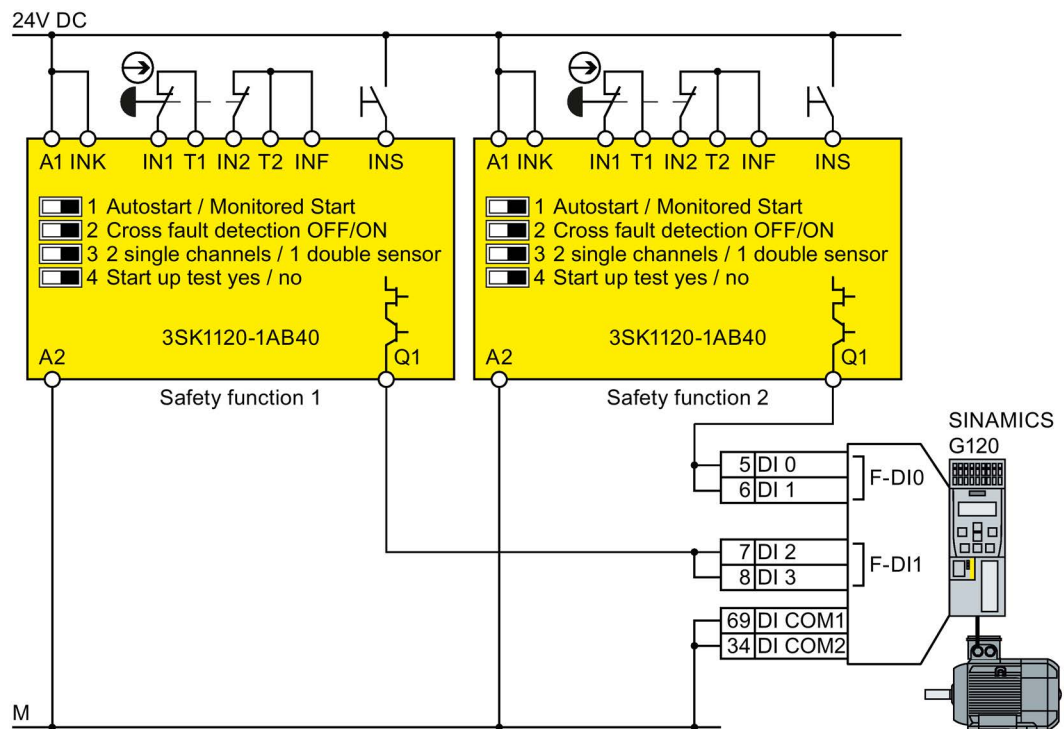 24V DC
A1 INK IN1 T1 IN2 T2 INF INS
1 Autostart / Monitored Start
2 Cross fault detection OFF/ON
3 2 single channels / 1 double sensor
4 Start up test yes / no
3SK1120-1AB40
A2 Q1
Safety function 1
A1 INK IN1 T1 IN2 T2 INF INS
1 Autostart / Monitored Start
2 Cross fault detection OFF/ON
3 2 single channels / 1 double sensor
4 Start up test yes / no
3SK1120-1AB40
A2 Q1
Safety function 2
SINAMICS
G120
5 DI 0
6 DI 1
F-DI0
7 DI 2
8 DI 3
F-DI1
69 DI COM1
34 DI COM2
M